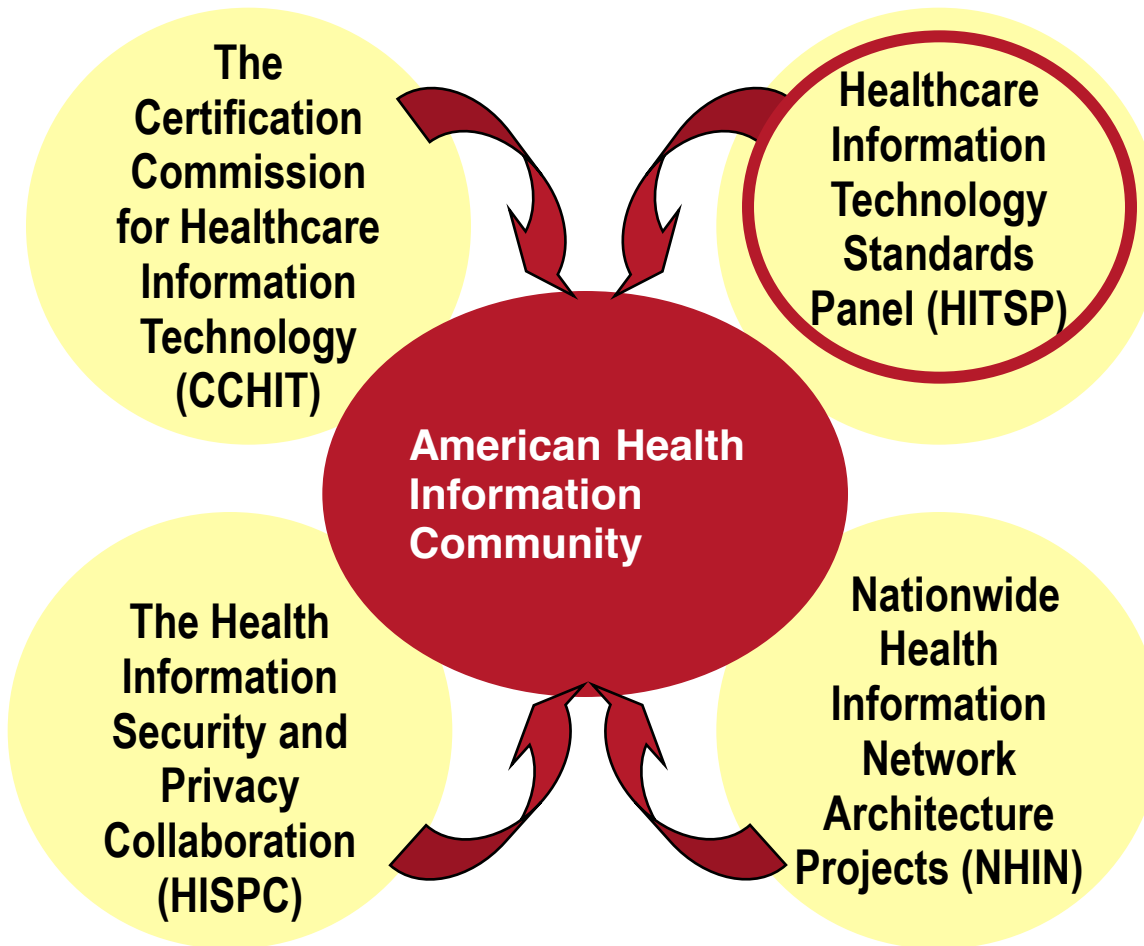 The
Certification
Commission
for Healthcare
Information
Technology
(CCHIT)
Healthcare
Information
Technology
Standards
Panel (HITSP)
American Health
Information
Community
The Health
Information
Security and
Privacy
Collaboration
(HISPC)
Nationwide
Health
Information
Network
Architecture
Projects (NHIN)